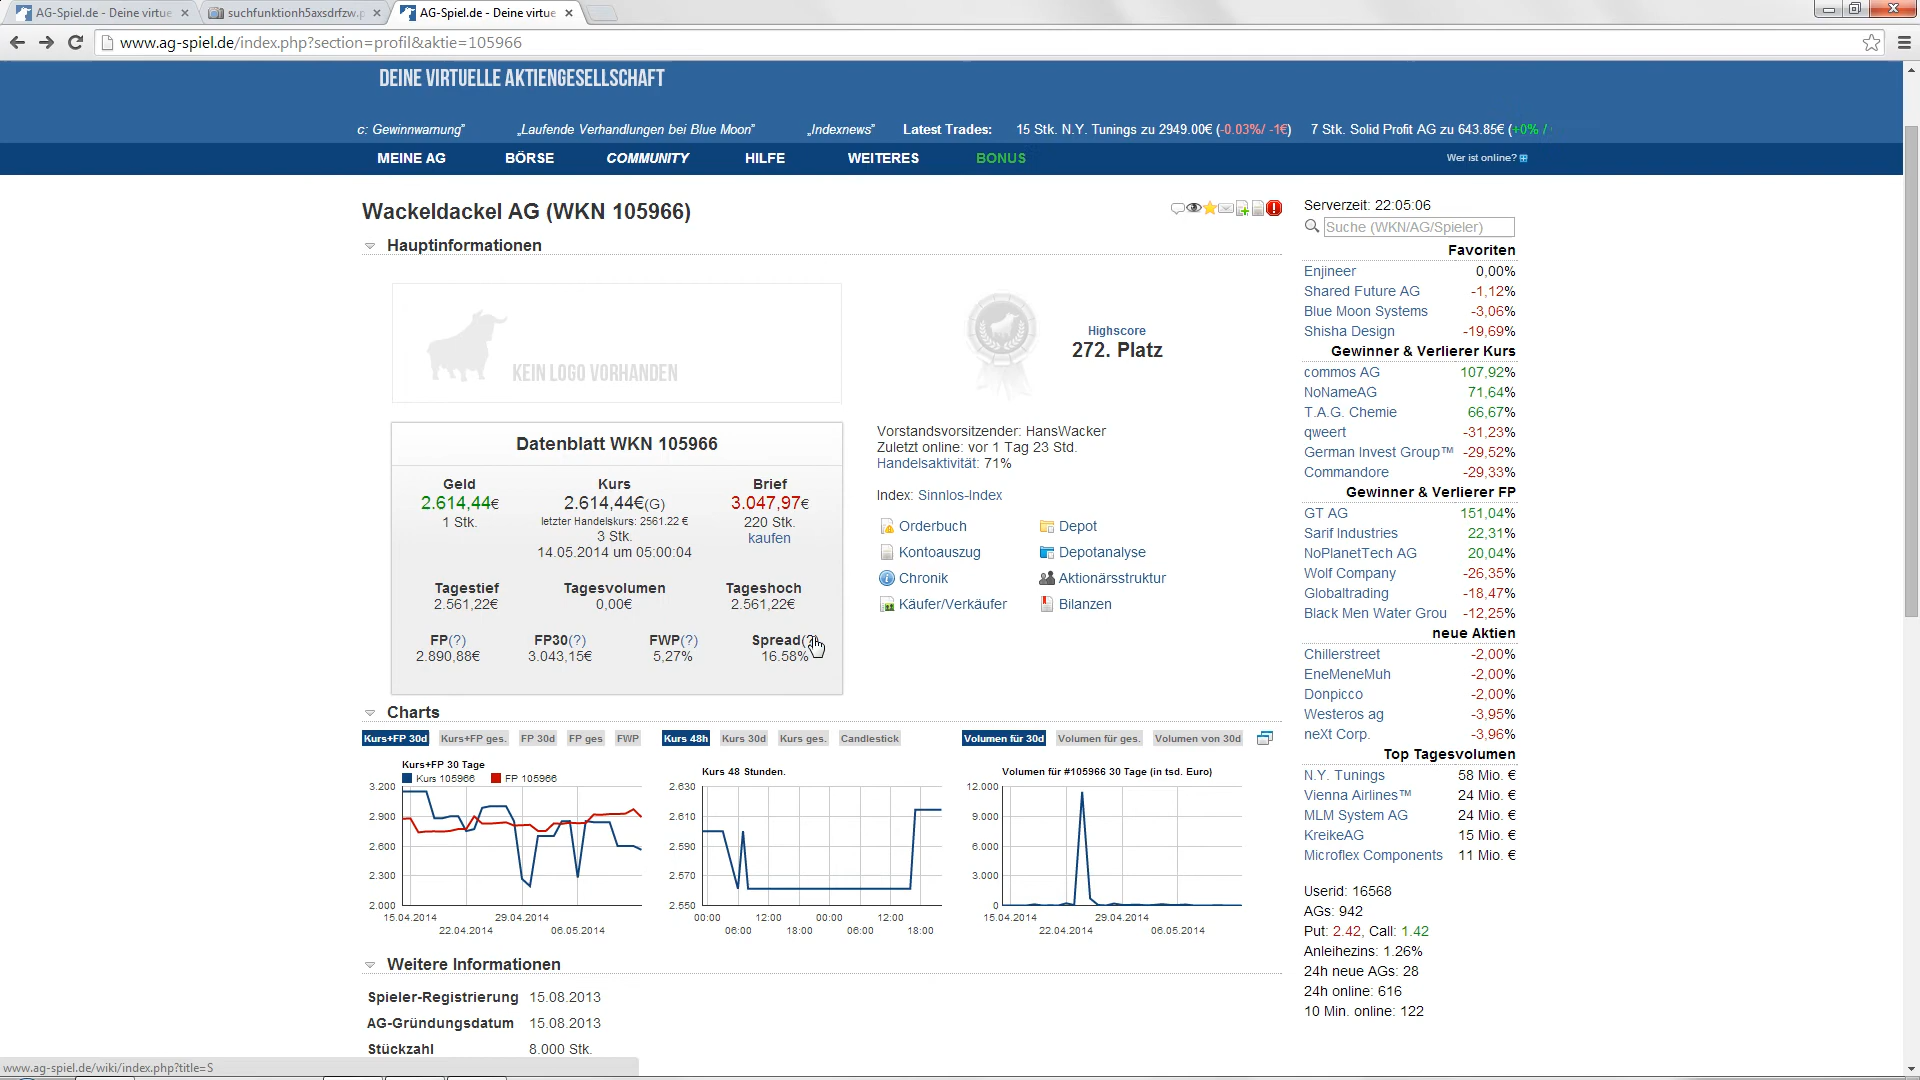 AG-Spiel.de - Deine virtue
suchfunktionh5axsdrfzw.p
AG-Spiel.de - Deine virtue
www.ag-spiel.de/index.php?section=profil&aktie=105966
DEINE VIRTUELLE AKTIENGESELLSCHAFT
c: Gewinnwarnung" „Laufende Verhandlungen bei Blue Moon" „Indexnews" Latest Trades: 15 Stk. N.Y. Tunings zu 2949.00€ (-0.03%/ -1€) 7 Stk. Solid Profit AG zu 643.85€ (+0% /
MEINE AG BÖRSE COMMUNITY HILFE WEITERES BONUS Wer ist online?
Wackeldackel AG (WKN 105966)
Hauptinformationen
KEIN LOGO VORHANDEN
Highscore
272. Platz
Datenblatt WKN 105966
Geld Kurs Brief
2.614,44€ 2.614,44€(G) 3.047,97€
1 Stk. letzter Handelskurs: 2561.22 € 220 Stk.
3 Stk. kaufen
14.05.2014 um 05:00:04
Tagestief Tagesvolumen Tageshoch
2.561,22€ 0,00€ 2.561,22€
FP(?) FP30(?) FWP(?) Spread(?)
2.890,88€ 3.043,15€ 5,27% 16.58%
Vorstandsvorsitzender: HansWacker
Zuletzt online: vor 1 Tag 23 Std.
Handelsaktivität: 71%
Index: Sinnlos-Index
Orderbuch Depot
Kontoauszug Depotanalyse
Chronik Aktionärsstruktur
Käufer/Verkäufer Bilanzen
Charts
Kurs+FP 30d Kurs+FP ges. FP 30d FP ges FWP
Kurs+FP 30 Tage
Kurs 105966 FP 105966
3.200
2.900
2.600
2.300
2.000
15.04.2014 29.04.2014
22.04.2014 06.05.2014
Kurs 48h Kurs 30d Kurs ges. Candlestick
Kurs 48 Stunden.
2.630
2.610
2.590
2.570
2.550
00:00 12:00 00:00 12:00
06:00 18:00 06:00 18:00
Volumen für 30d Volumen für ges. Volumen von 30d
Volumen für #105966 30 Tage (in tsd. Euro)
12.000
9.000
6.000
3.000
0
15.04.2014 29.04.2014
22.04.2014 06.05.2014
Weitere Informationen
Spieler-Registrierung 15.08.2013
AG-Gründungsdatum 15.08.2013
Stückzahl 8.000 Stk.
Serverzeit: 22:05:06
Suche (WKN/AG/Spieler)
Favoriten
Enjineer 0,00%
Shared Future AG -1,12%
Blue Moon Systems -3,06%
Shisha Design -19,69%
Gewinner & Verlierer Kurs
commos AG 107,92%
NoNameAG 71,64%
T.A.G. Chemie 66,67%
qweert -31,23%
German Invest Group™ -29,52%
Commandore -29,33%
Gewinner & Verlierer FP
GT AG 151,04%
Sarif Industries 22,31%
NoPlanetTech AG 20,04%
Wolf Company -26,35%
Globaltrading -18,47%
Black Men Water Grou -12,25%
neue Aktien
Chillerstreet -2,00%
EneMeneMuh -2,00%
Donpicco -2,00%
Westeros ag -3,95%
neXt Corp. -3,96%
Top Tagesvolumen
N.Y. Tunings 58 Mio. €
Vienna Airlines™ 24 Mio. €
MLM System AG 24 Mio. €
KreikeAG 15 Mio. €
Microflex Components 11 Mio. €
Userid: 16568
AGs: 942
Put: 2.42, Call: 1.42
Anleihezins: 1.26%
24h neue AGs: 28
24h online: 616
10 Min. online: 122
www.ag-spiel.de/wiki/index.php?title=S